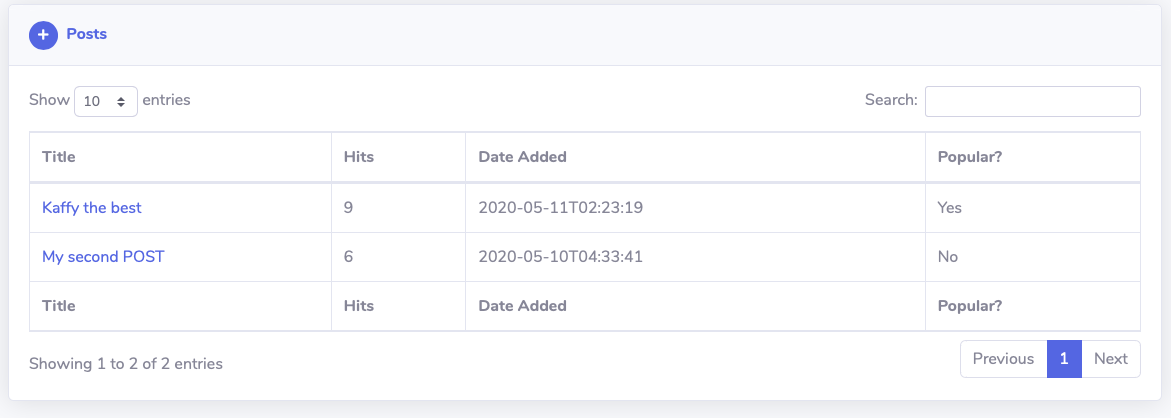 + Posts
Show 10 entries Search:
Title Hits Date Added Popular?
Kaffy the best 9 2020-05-11T02:23:19 Yes
My second POST 6 2020-05-10T04:33:41 No
Title Hits Date Added Popular?
Showing 1 to 2 of 2 entries Previous 1 Next